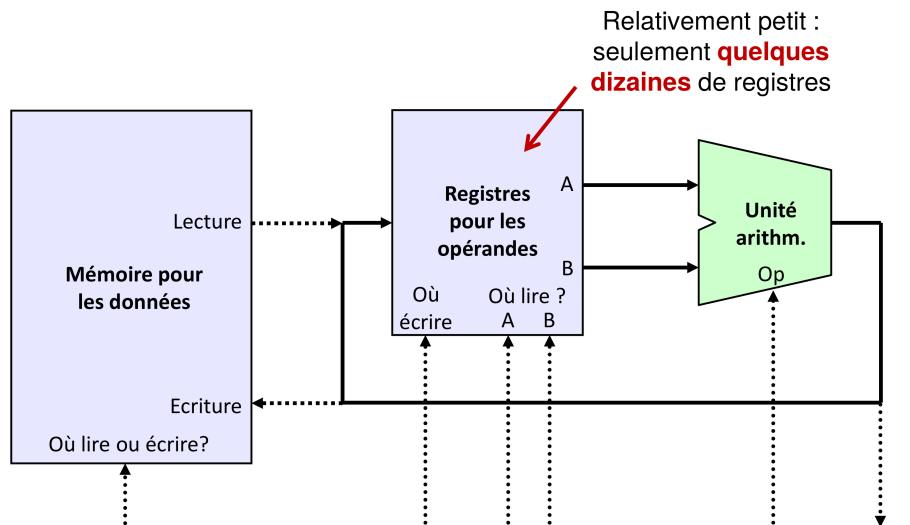 Relativement petit :
seulement quelques
dizaines de registres
Lecture
Mémoire pour
les données
Ecriture
Où lire ou écrire?
Registres
pour les
opérandes
A
B
Où
écrire
Où lire ?
A B
Unité
arithm.
Op